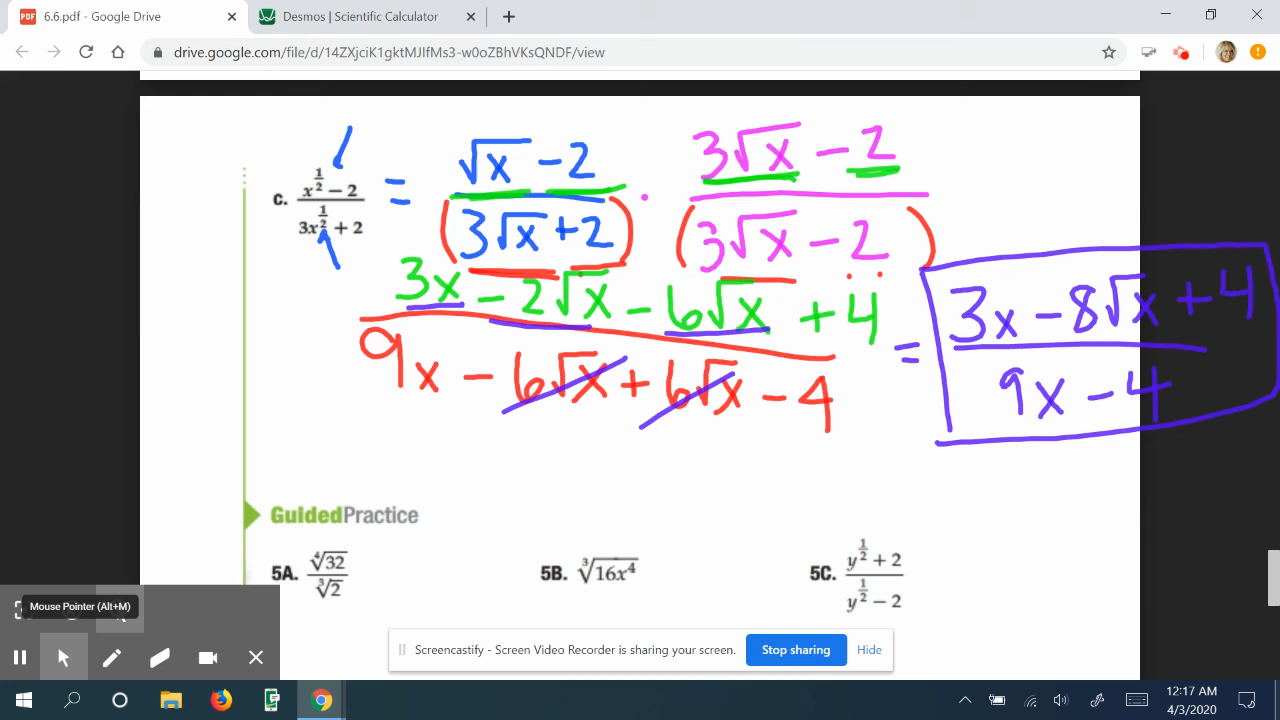 6.6.pdf - Google Drive
Desmos | Scientific Calculator
drive.google.com/file/d/14ZXjciK1gktMJIfMs3-w0oZBhVKsQNDF/view
C. x^(1/2) − 2 / 3x^(1/2) + 2 = √x − 2 / (3√x + 2) · 3√x − 2 / (3√x − 2)
3x − 2√x − 6√x + 4 / 9x − 6√x + 6√x − 4 = 3x − 8√x + 4 / 9x − 4
GuidedPractice
5A. ∜32 / ∛2
5B. ∛16x⁴
5C. y^(1/2) + 2 / y^(1/2) − 2
Mouse Pointer (Alt+M)
Screencastify - Screen Video Recorder is sharing your screen.
Stop sharing
Hide
12:17 AM
4/3/2020